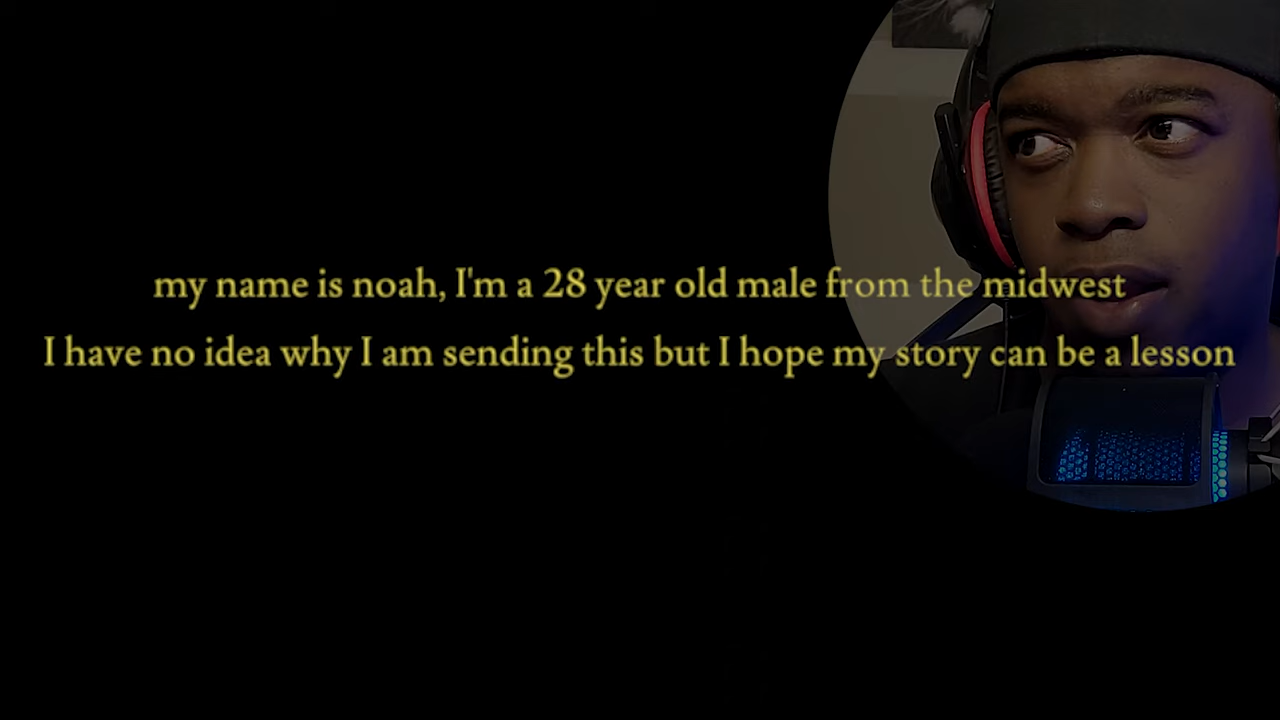 my name is noah, I'm a 28 year old male from the midwest
I have no idea why I am sending this but I hope my story can be a lesson